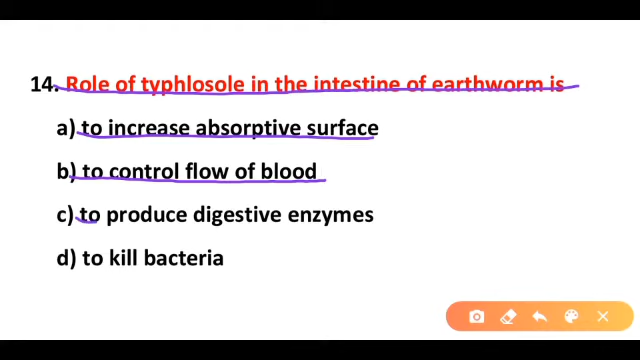 14. Role of typhlosole in the intestine of earthworm is
a) to increase absorptive surface
b) to control flow of blood
c) to produce digestive enzymes
d) to kill bacteria